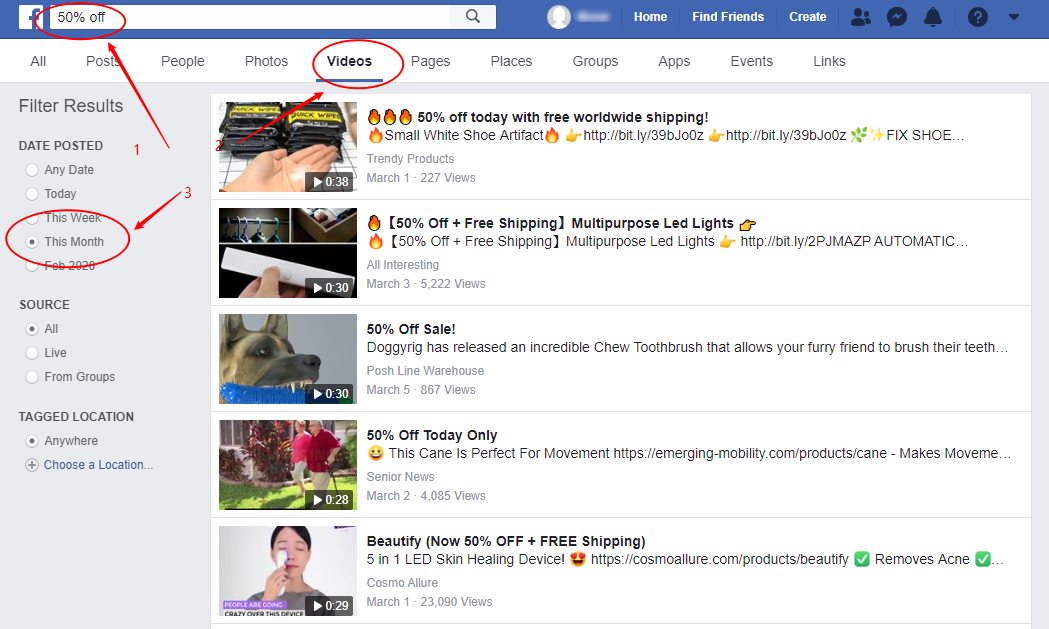 f
50% off
Home
Find Friends
Create
?
All
Posts
People
Photos
Videos
Pages
Places
Groups
Apps
Events
Links
1
2
3
Filter Results
DATE POSTED
Any Date
Today
This Week
This Month
Feb 2020
SOURCE
All
Live
From Groups
TAGGED LOCATION
Anywhere
Choose a Location...
QUICK WIPES
QUICK WIPES
0:38
🔥🔥🔥 50% off today with free worldwide shipping!
🔥Small White Shoe Artifact🔥 👉http://bit.ly/39bJo0z 👉http://bit.ly/39bJo0z 🌿✨FIX SHOE…
Trendy Products
March 1 · 227 Views
0:30
🔥【50% Off + Free Shipping】Multipurpose Led Lights 👉
🔥【50% Off + Free Shipping】Multipurpose Led Lights 👉 http://bit.ly/2PJMAZP AUTOMATIC…
All Interesting
March 3 · 5,222 Views
0:30
50% Off Sale!
Doggyrig has released an incredible Chew Toothbrush that allows your furry friend to brush their teeth…
Posh Line Warehouse
March 5 · 867 Views
0:28
50% Off Today Only
😀 This Cane Is Perfect For Movement https://emerging-mobility.com/products/cane - Makes Moveme…
Senior News
March 2 · 4,085 Views
PEOPLE ARE GOING
CRAZY OVER THIS DEVICE
0:29
Beautify (Now 50% OFF + FREE Shipping)
5 in 1 LED Skin Healing Device! 😍 https://cosmoallure.com/products/beautify ✅ Removes Acne ✅…
Cosmo Allure
March 1 · 23,090 Views